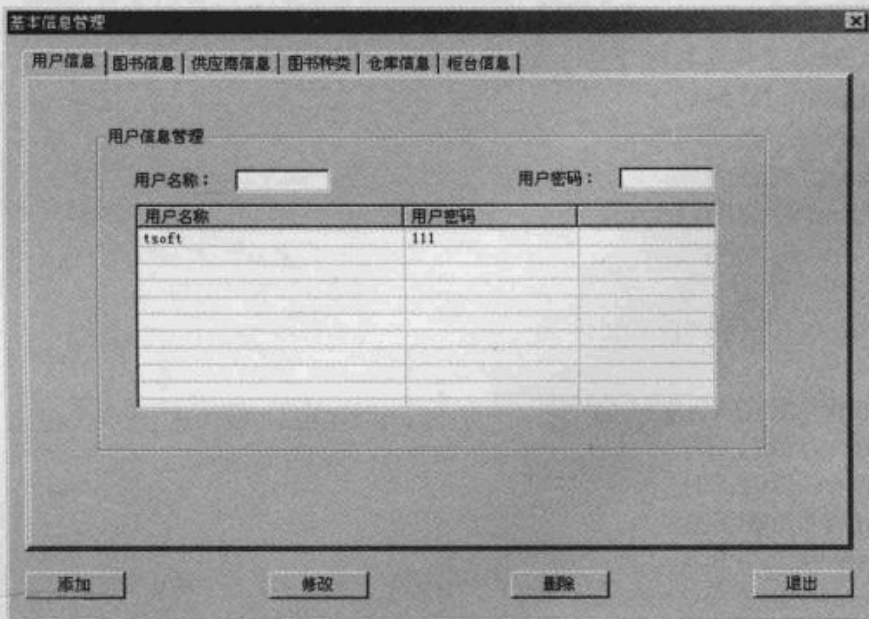 基本信息管理
用户信息 图书信息 供应商信息 图书种类 仓库信息 柜台信息
用户信息管理
用户名称： 用户密码：
用户名称 用户密码
tsoft 111
添加 修改 删除 退出